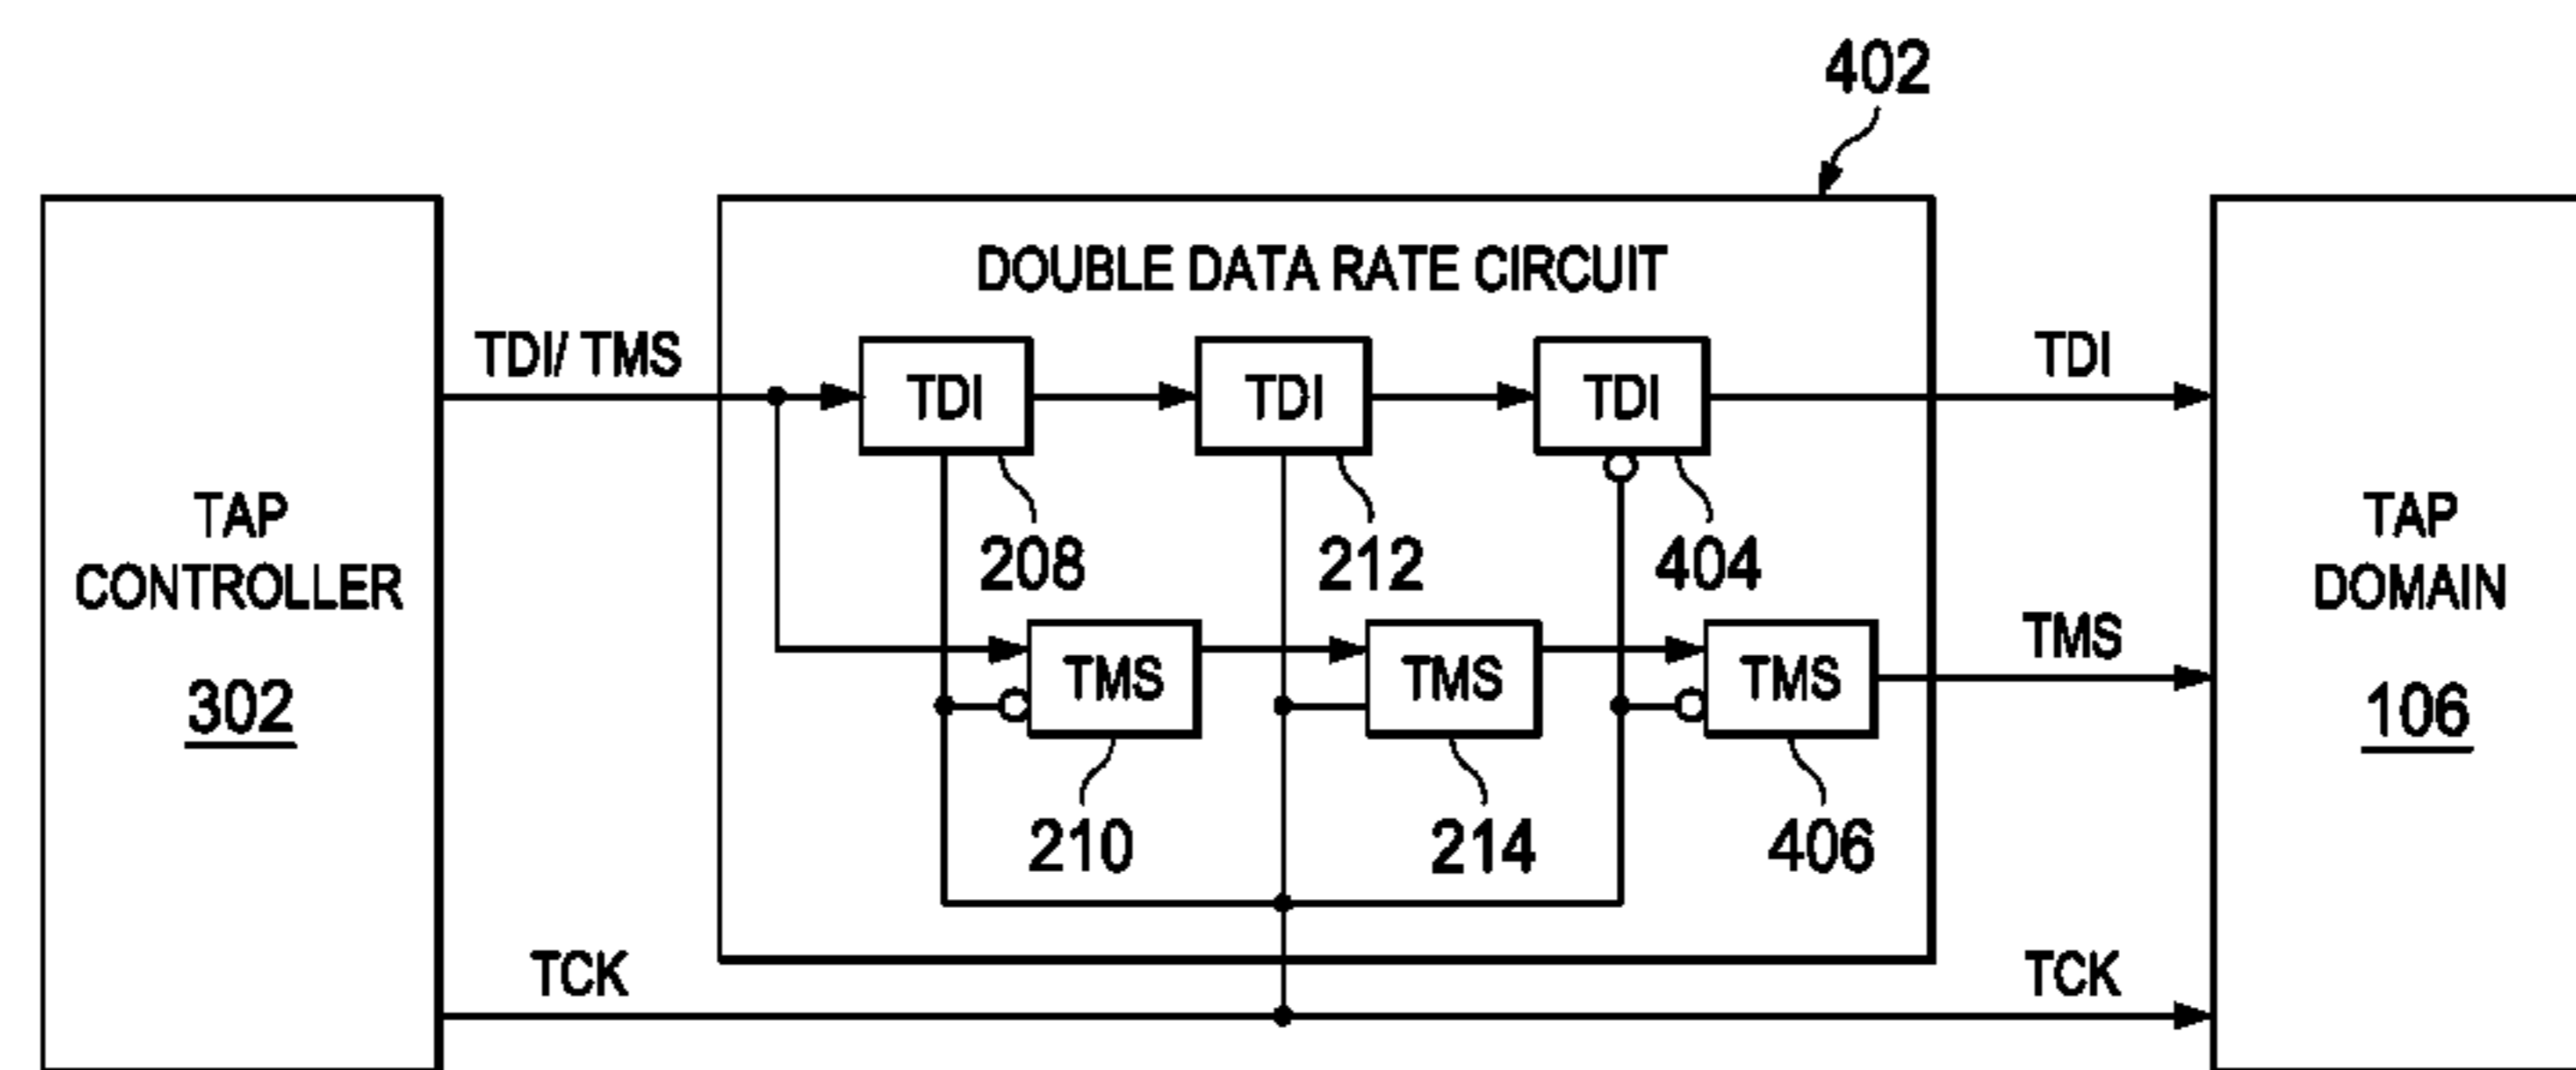 402
DOUBLE DATA RATE CIRCUIT
TDI/ TMS
TDI
TDI
TDI
TDI
208
212
404
TAP
CONTROLLER
302
TMS
TMS
TMS
TMS
210
214
406
TAP
DOMAIN
106
TCK
TCK